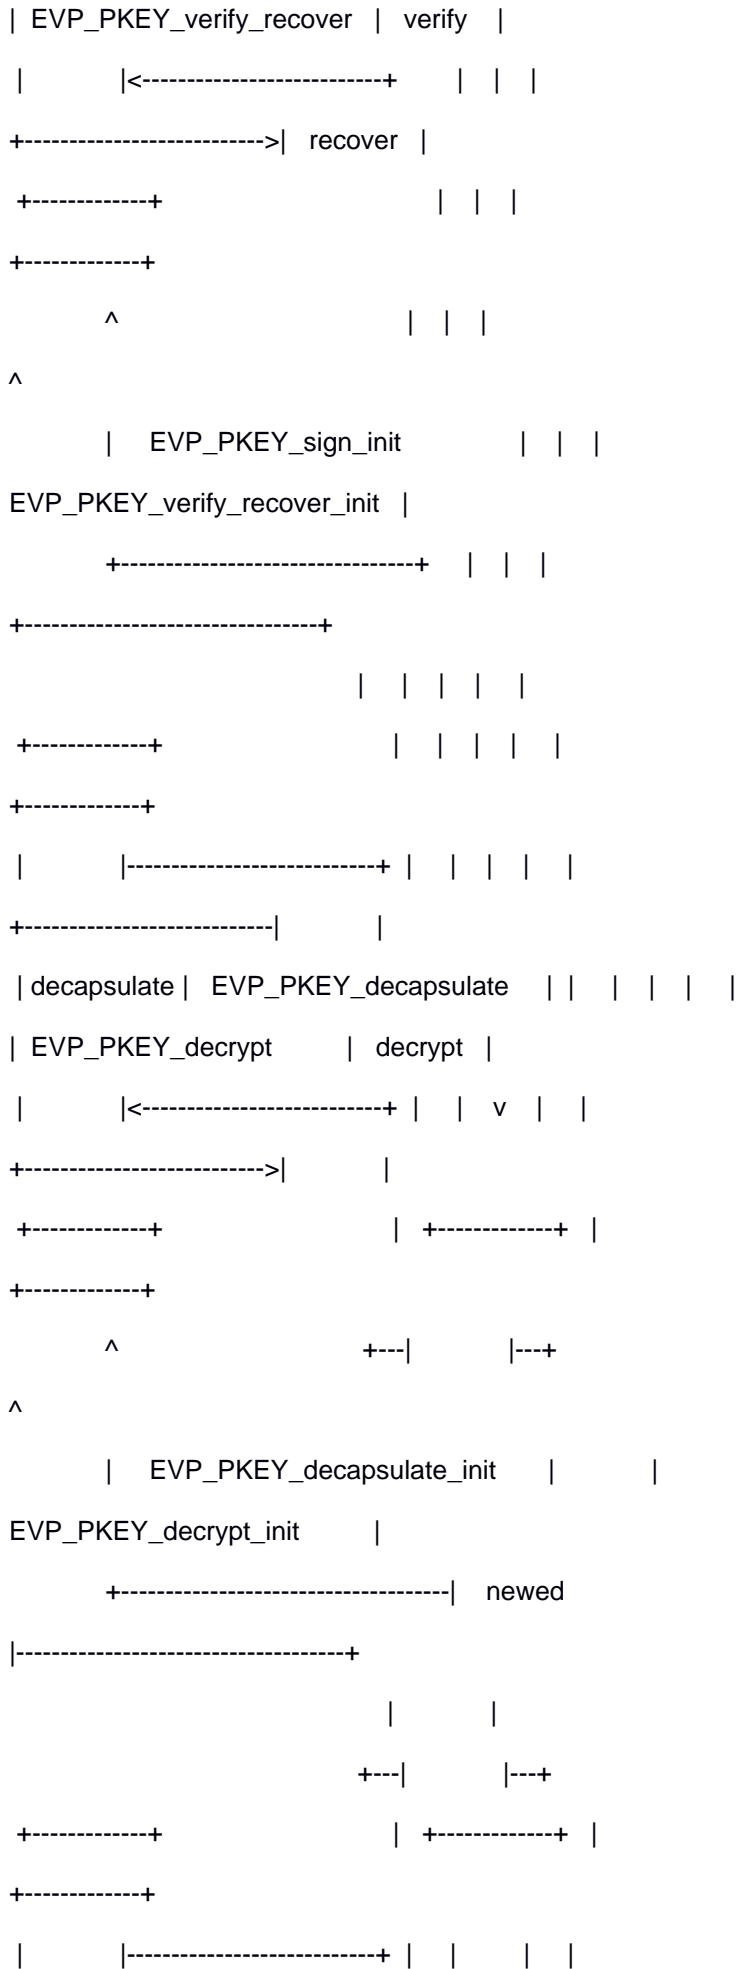 | EVP_PKEY_verify_recover | verify |
| |<---------------------------+ | | |
+--------------------------->| recover |
+-------------+ | | |
+-------------+
^ | | |
^
| EVP_PKEY_sign_init | | |
EVP_PKEY_verify_recover_init |
+---------------------------------+ | | |
+---------------------------------+
| | | | |
+-------------+ | | | | |
+-------------+
| |----------------------------+ | | | | |
+----------------------------| |
| decapsulate | EVP_PKEY_decapsulate | | | | | |
| EVP_PKEY_decrypt | decrypt |
| |<---------------------------+ | | v | |
+--------------------------->| |
+-------------+ | +-------------+ |
+-------------+
^ +---| |---+
^
| EVP_PKEY_decapsulate_init | |
EVP_PKEY_decrypt_init |
+-------------------------------------| newed
|-------------------------------------+
| |
+---| |---+
+-------------+ | +-------------+ |
+-------------+
| |----------------------------+ | | | |